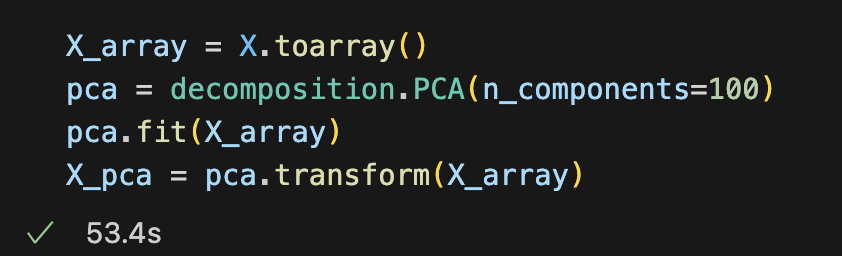 X_array = X.toarray()
pca = decomposition.PCA(n_components=100)
pca.fit(X_array)
X_pca = pca.transform(X_array)
53.4s